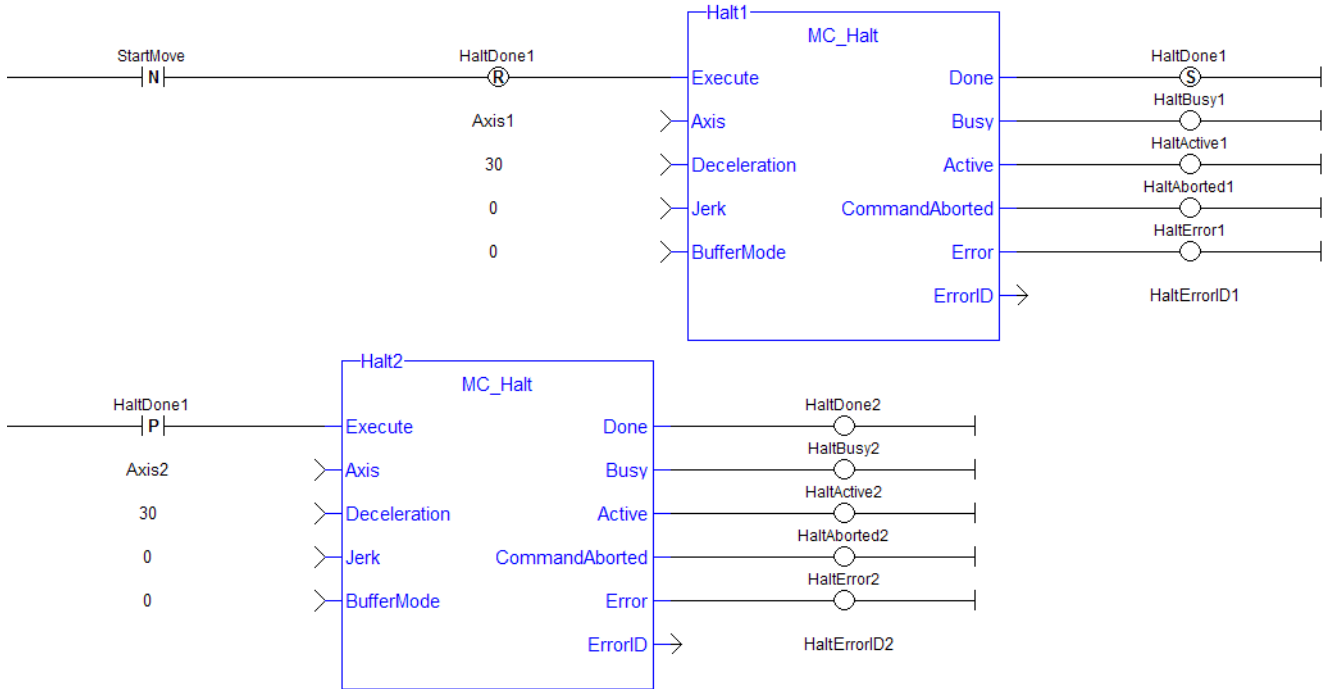 Halt1
MC_Halt
StartMove
N
HaltDone1
R
Execute
Done
HaltDone1
S
Axis1
Axis
Busy
HaltBusy1
30
Deceleration
Active
HaltActive1
0
Jerk
CommandAborted
HaltAborted1
0
BufferMode
Error
HaltError1
ErrorID
HaltErrorID1
Halt2
MC_Halt
HaltDone1
P
Execute
Done
HaltDone2
Axis2
Axis
Busy
HaltBusy2
30
Deceleration
Active
HaltActive2
0
Jerk
CommandAborted
HaltAborted2
0
BufferMode
Error
HaltError2
ErrorID
HaltErrorID2